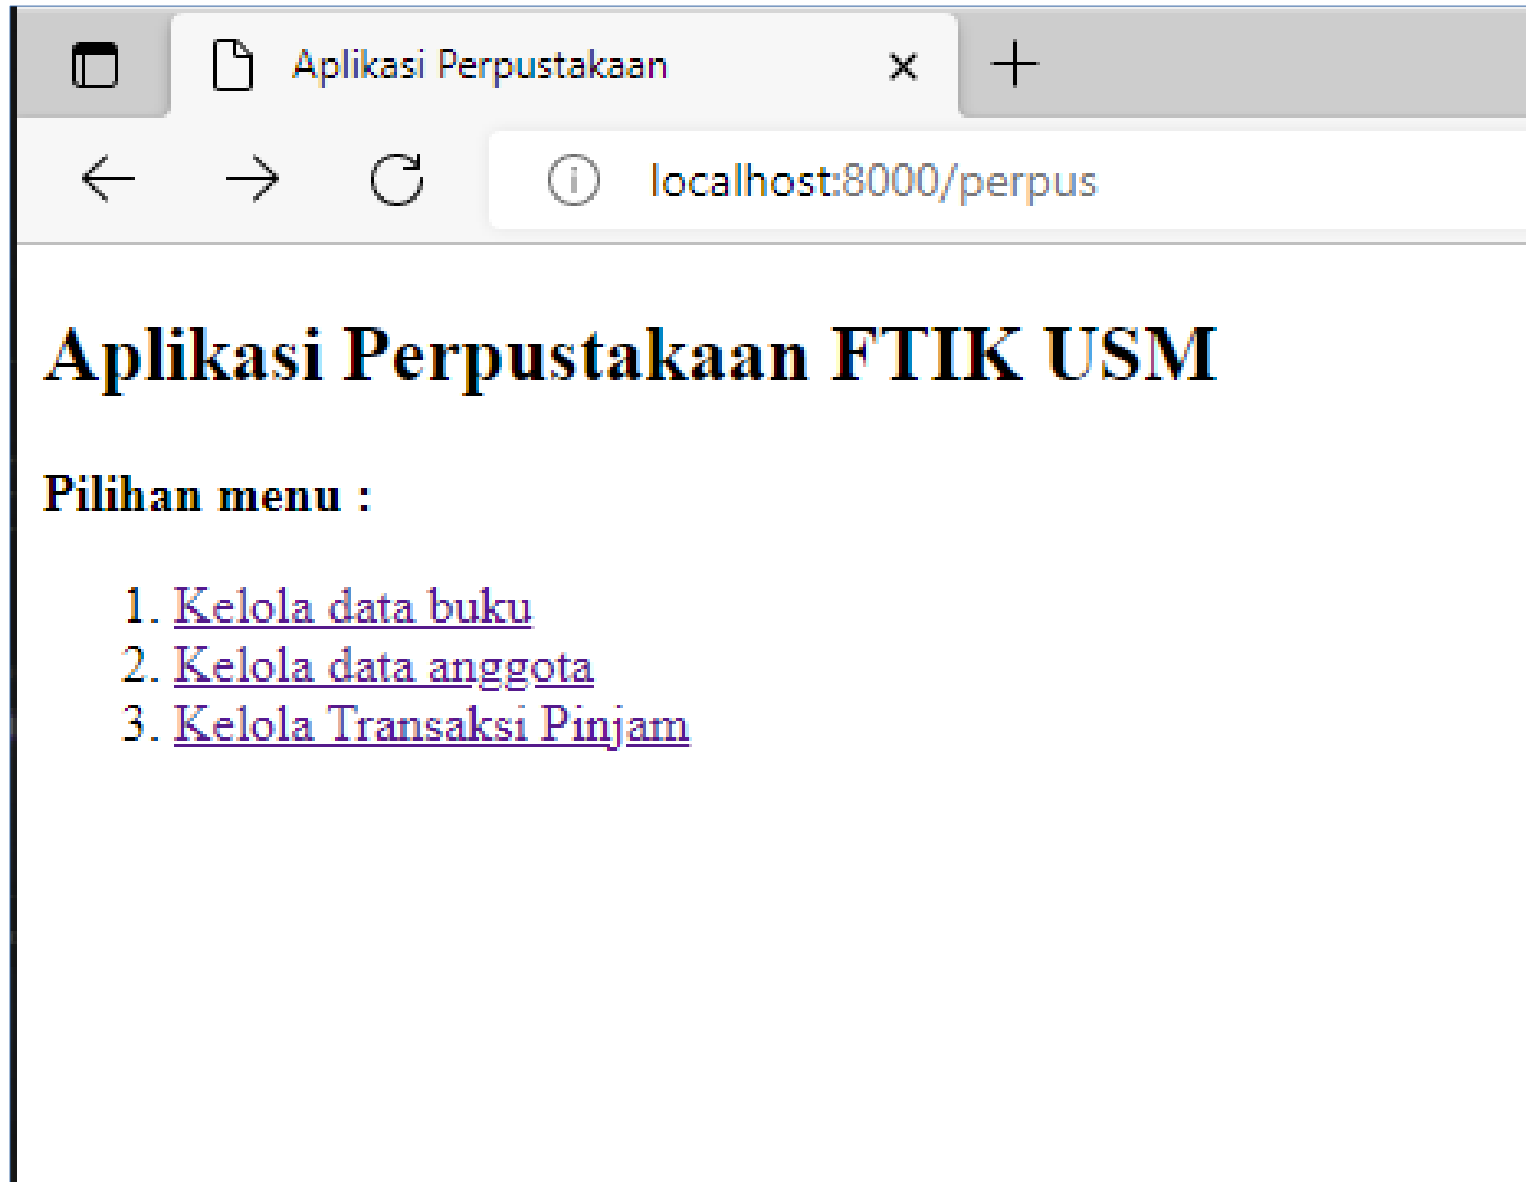 Aplikasi Perpustakaan
localhost:8000/perpus
Aplikasi Perpustakaan FTIK USM
Pilihan menu :
1. Kelola data buku
2. Kelola data anggota
3. Kelola Transaksi Pinjam